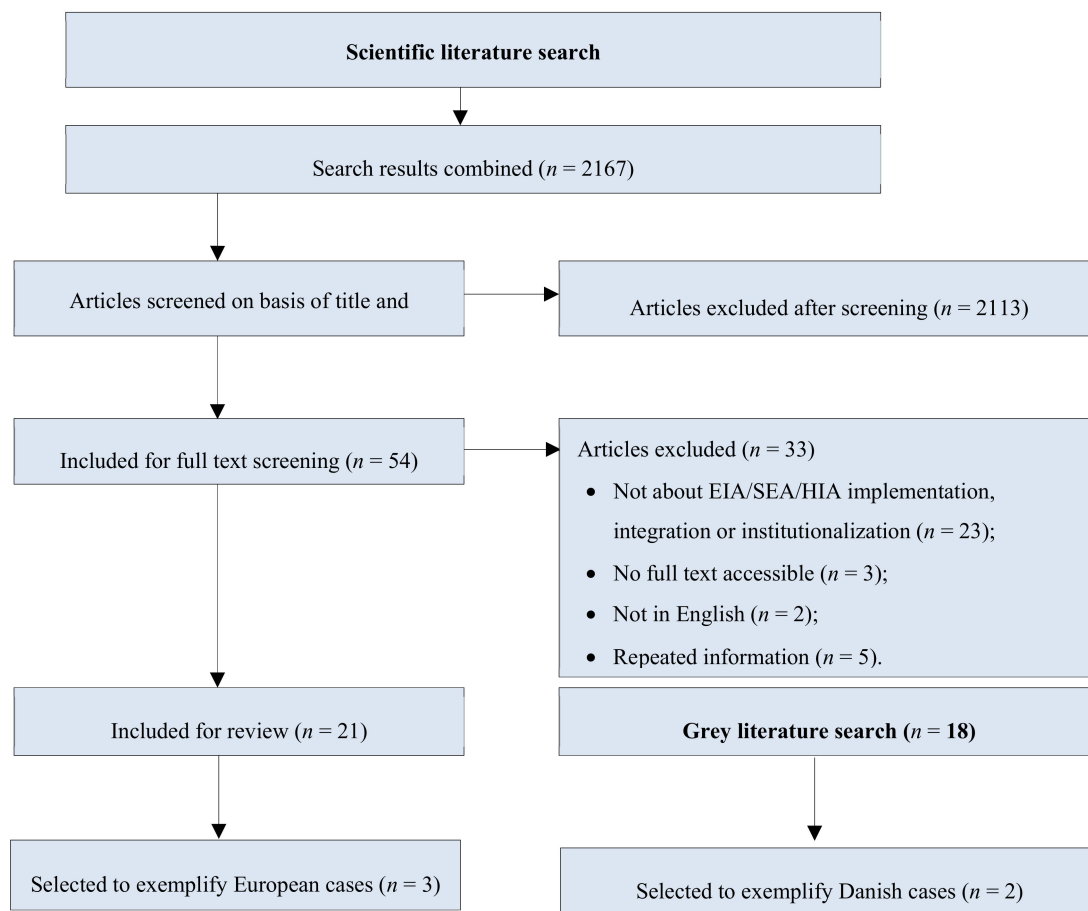 Scientific literature search
Search results combined (n = 2167)
Articles screened on basis of title and
Articles excluded after screening (n = 2113)
Included for full text screening (n = 54)
Articles excluded (n = 33)
• Not about EIA/SEA/HIA implementation,
integration or institutionalization (n = 23);
• No full text accessible (n = 3);
• Not in English (n = 2);
• Repeated information (n = 5).
Included for review (n = 21)
Grey literature search (n = 18)
Selected to exemplify European cases (n = 3)
Selected to exemplify Danish cases (n = 2)